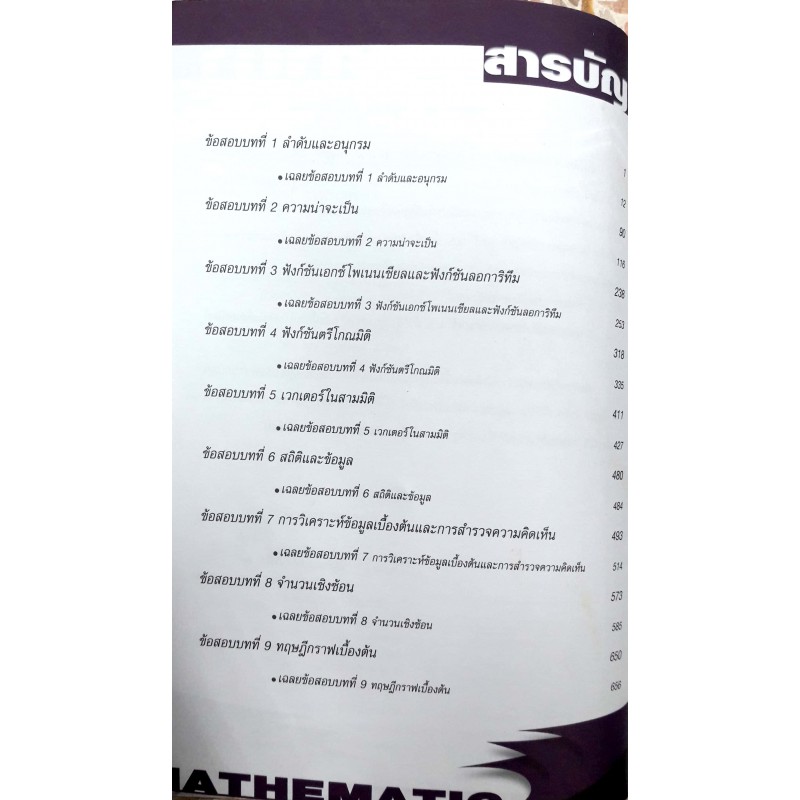 สารบัญ
ข้อสอบบทที่ 1 ลำดับและอนุกรม 1
• เฉลยข้อสอบบทที่ 1 ลำดับและอนุกรม 12
ข้อสอบบทที่ 2 ความน่าจะเป็น 90
• เฉลยข้อสอบบทที่ 2 ความน่าจะเป็น 116
ข้อสอบบทที่ 3 ฟังก์ชันเอกซ์โพเนนเชียลและฟังก์ชันลอการิทึม 238
• เฉลยข้อสอบบทที่ 3 ฟังก์ชันเอกซ์โพเนนเชียลและฟังก์ชันลอการิทึม 253
ข้อสอบบทที่ 4 ฟังก์ชันตรีโกณมิติ 318
• เฉลยข้อสอบบทที่ 4 ฟังก์ชันตรีโกณมิติ 335
ข้อสอบบทที่ 5 เวกเตอร์ในสามมิติ 411
• เฉลยข้อสอบบทที่ 5 เวกเตอร์ในสามมิติ 427
ข้อสอบบทที่ 6 สถิติและข้อมูล 480
• เฉลยข้อสอบบทที่ 6 สถิติและข้อมูล 484
ข้อสอบบทที่ 7 การวิเคราะห์ข้อมูลเบื้องต้นและการสำรวจความคิดเห็น 493
• เฉลยข้อสอบบทที่ 7 การวิเคราะห์ข้อมูลเบื้องต้นและการสำรวจความคิดเห็น 514
ข้อสอบบทที่ 8 จำนวนเชิงซ้อน 573
• เฉลยข้อสอบบทที่ 8 จำนวนเชิงซ้อน 585
ข้อสอบบทที่ 9 ทฤษฎีกราฟเบื้องต้น 650
• เฉลยข้อสอบบทที่ 9 ทฤษฎีกราฟเบื้องต้น 656
MATHEMATIC